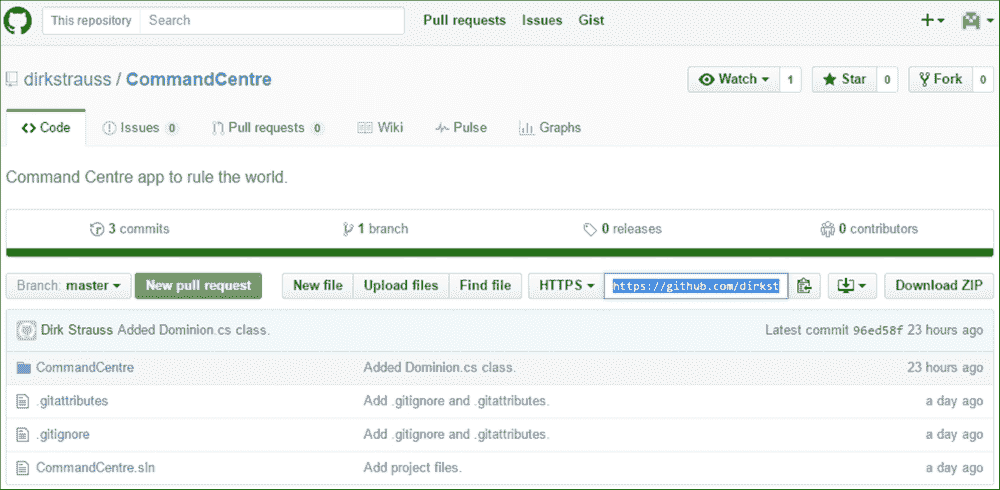 This repository Search Pull requests Issues Gist
dirkstrauss / CommandCentre
Watch 1 Star 0 Fork 0
Code Issues 0 Pull requests 0 Wiki Pulse Graphs
Command Centre app to rule the world.
3 commits 1 branch 0 releases 0 contributors
Branch: master New pull request New file Upload files Find file HTTPS https://github.com/dirkst Download ZIP
Dirk Strauss Added Dominion.cs class. Latest commit 96ed58f 23 hours ago
CommandCentre Added Dominion.cs class. 23 hours ago
.gitattributes Add .gitignore and .gitattributes. a day ago
.gitignore Add .gitignore and .gitattributes. a day ago
CommandCentre.sln Add project files. a day ago